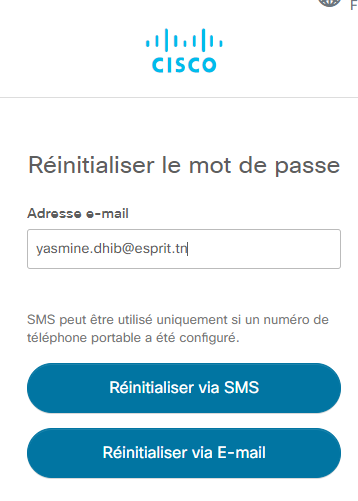 F
CISCO
Réinitialiser le mot de passe
Adresse e-mail
yasmine.dhib@esprit.tn
SMS peut être utilisé uniquement si un numéro de
téléphone portable a été configuré.
Réinitialiser via SMS
Réinitialiser via E-mail